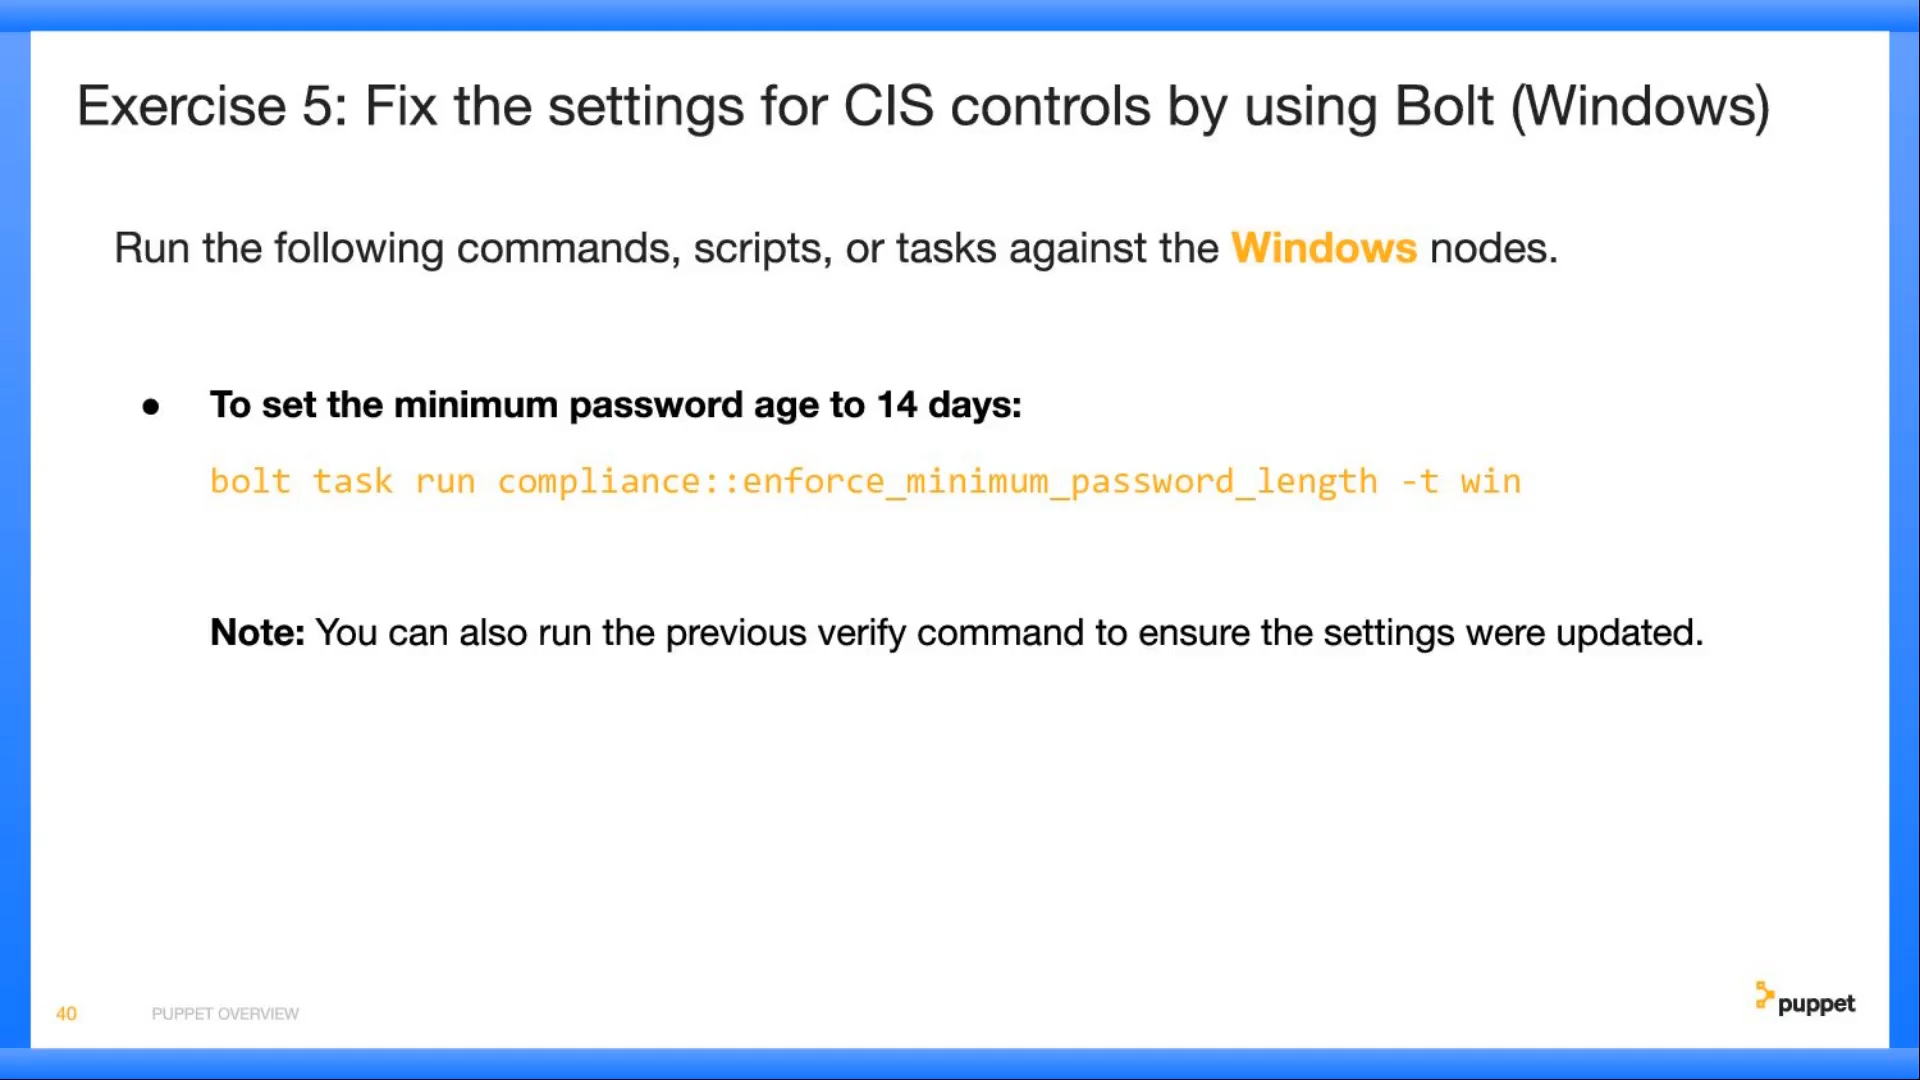 Exercise 5: Fix the settings for CIS controls by using Bolt (Windows)
Run the following commands, scripts, or tasks against the Windows nodes.
● To set the minimum password age to 14 days:
bolt task run compliance::enforce_minimum_password_length -t win
Note: You can also run the previous verify command to ensure the settings were updated.
40 PUPPET OVERVIEW
puppet